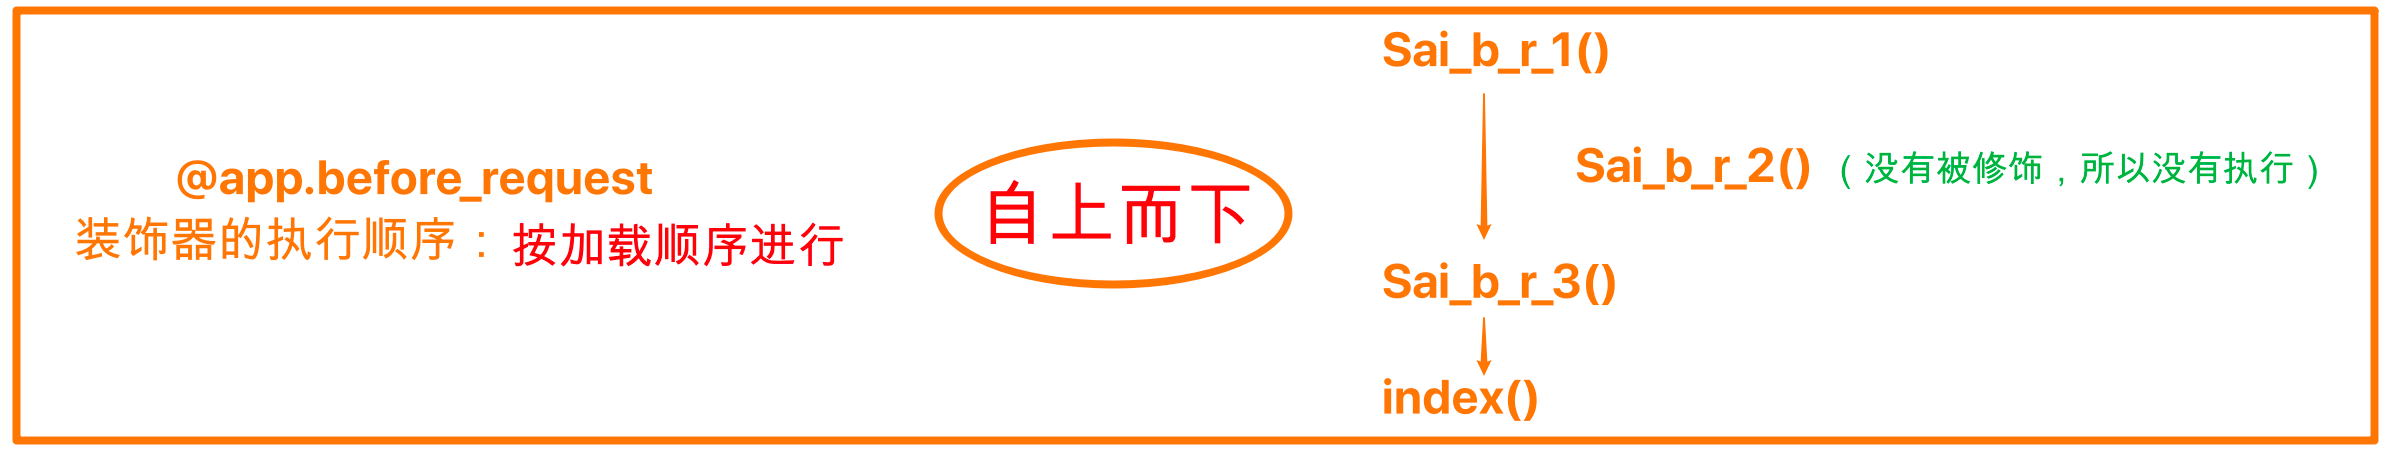 @app.before_request
装饰器的执行顺序：按加载顺序进行
自上而下
Sai_b_r_1()
Sai_b_r_2()（没有被修饰，所以没有执行）
Sai_b_r_3()
index()